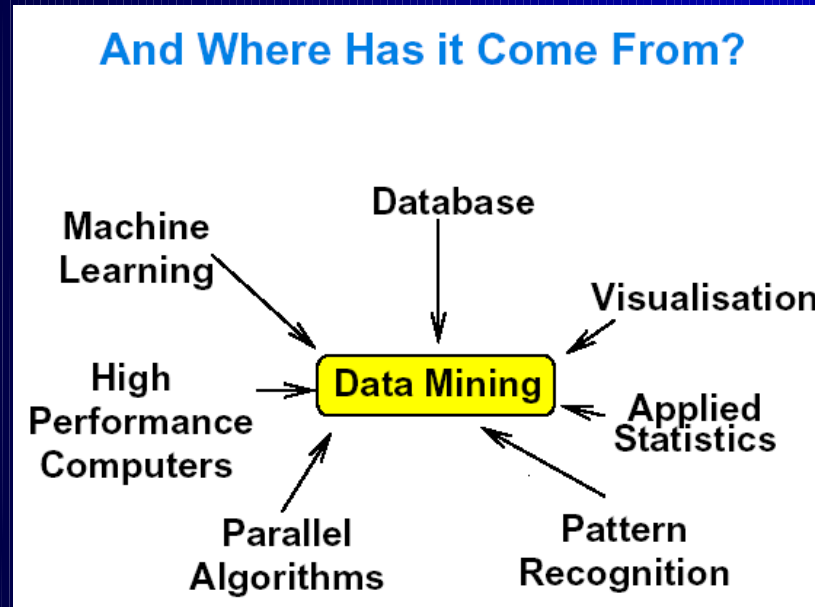 And Where Has it Come From?
Database
Machine
Learning
Visualisation
High
Performance
Computers
Data Mining
Applied
Statistics
Parallel
Algorithms
Pattern
Recognition